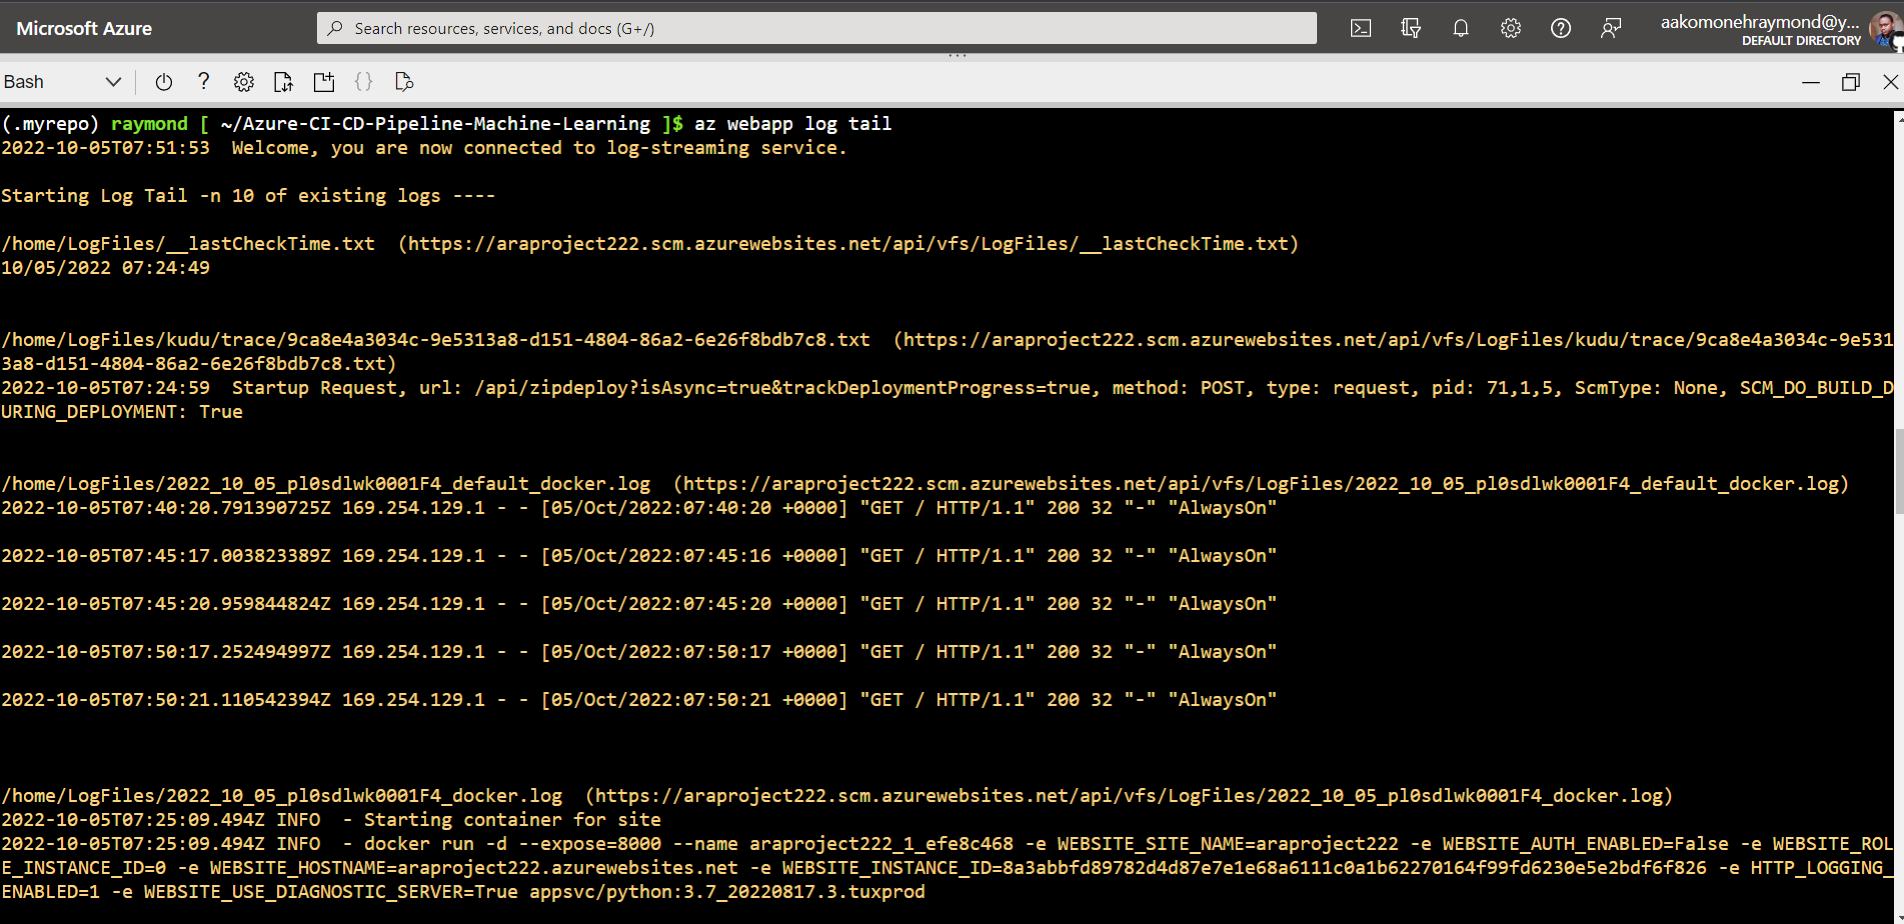 Microsoft Azure
Search resources, services, and docs (G+/)
aakomonehraymond@y...
DEFAULT DIRECTORY
Bash
(.myrepo) raymond [ ~/Azure-CI-CD-Pipeline-Machine-Learning ]$ az webapp log tail
2022-10-05T07:51:53  Welcome, you are now connected to log-streaming service.
Starting Log Tail -n 10 of existing logs ----
/home/LogFiles/__lastCheckTime.txt  (https://araproject222.scm.azurewebsites.net/api/vfs/LogFiles/__lastCheckTime.txt)
10/05/2022 07:24:49
/home/LogFiles/kudu/trace/9ca8e4a3034c-9e5313a8-d151-4804-86a2-6e26f8bdb7c8.txt  (https://araproject222.scm.azurewebsites.net/api/vfs/LogFiles/kudu/trace/9ca8e4a3034c-9e531
3a8-d151-4804-86a2-6e26f8bdb7c8.txt)
2022-10-05T07:24:59  Startup Request, url: /api/zipdeploy?isAsync=true&trackDeploymentProgress=true, method: POST, type: request, pid: 71,1,5, ScmType: None, SCM_DO_BUILD_D
URING_DEPLOYMENT: True
/home/LogFiles/2022_10_05_pl0sdlwk0001F4_default_docker.log  (https://araproject222.scm.azurewebsites.net/api/vfs/LogFiles/2022_10_05_pl0sdlwk0001F4_default_docker.log)
2022-10-05T07:40:20.791390725Z 169.254.129.1 - - [05/Oct/2022:07:40:20 +0000] "GET / HTTP/1.1" 200 32 "-" "AlwaysOn"
2022-10-05T07:45:17.003823389Z 169.254.129.1 - - [05/Oct/2022:07:45:16 +0000] "GET / HTTP/1.1" 200 32 "-" "AlwaysOn"
2022-10-05T07:45:20.959844824Z 169.254.129.1 - - [05/Oct/2022:07:45:20 +0000] "GET / HTTP/1.1" 200 32 "-" "AlwaysOn"
2022-10-05T07:50:17.252494997Z 169.254.129.1 - - [05/Oct/2022:07:50:17 +0000] "GET / HTTP/1.1" 200 32 "-" "AlwaysOn"
2022-10-05T07:50:21.110542394Z 169.254.129.1 - - [05/Oct/2022:07:50:21 +0000] "GET / HTTP/1.1" 200 32 "-" "AlwaysOn"
/home/LogFiles/2022_10_05_pl0sdlwk0001F4_docker.log  (https://araproject222.scm.azurewebsites.net/api/vfs/LogFiles/2022_10_05_pl0sdlwk0001F4_docker.log)
2022-10-05T07:25:09.494Z INFO  - Starting container for site
2022-10-05T07:25:09.494Z INFO  - docker run -d --expose=8000 --name araproject222_1_efe8c468 -e WEBSITE_SITE_NAME=araproject222 -e WEBSITE_AUTH_ENABLED=False -e WEBSITE_ROL
E_INSTANCE_ID=0 -e WEBSITE_HOSTNAME=araproject222.azurewebsites.net -e WEBSITE_INSTANCE_ID=8a3abbfd89782d4d87e7e1e68a6111c0a1b62270164f99fd6230e5e2bdf6f826 -e HTTP_LOGGING_
ENABLED=1 -e WEBSITE_USE_DIAGNOSTIC_SERVER=True appsvc/python:3.7_20220817.3.tuxprod